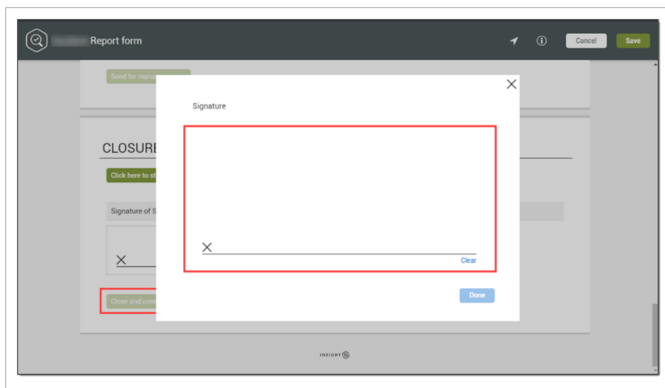 Report form
Cancel
Save
Send for
Signature
CLOSURE
Click here to
Signature of S
Clear
Close and com
Done
INSIGHT